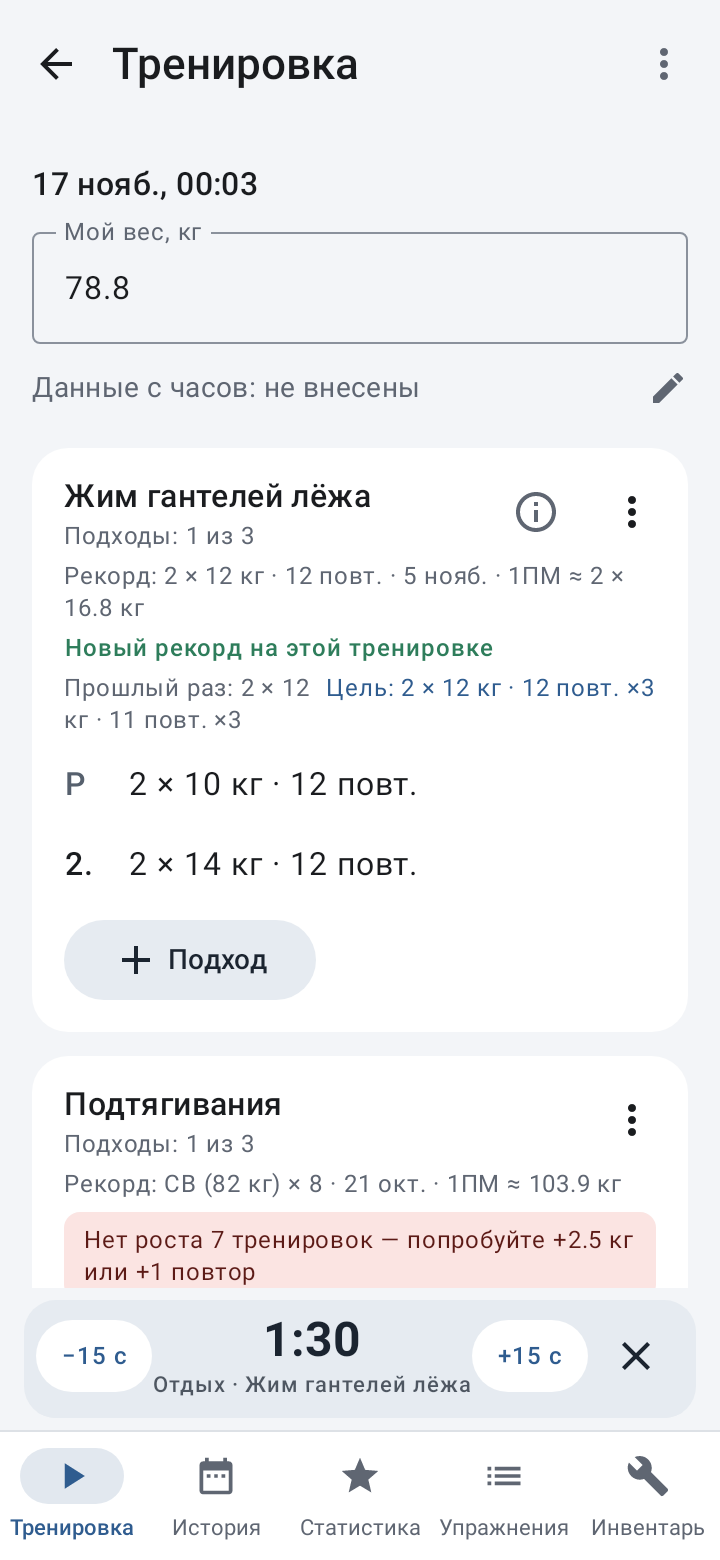 Тренировка
17 нояб., 00:03
Мой вес, кг
78.8
Данные с часов: не внесены
Жим гантелей лёжа
Подходы: 1 из 3
Рекорд: 2 × 12 кг · 12 повт. · 5 нояб. · 1ПМ ≈ 2 ×
16.8 кг
Новый рекорд на этой тренировке
Прошлый раз: 2 × 12 Цель: 2 × 12 кг · 12 повт. ×3
кг · 11 повт. ×3
Р 2 × 10 кг · 12 повт.
2. 2 × 14 кг · 12 повт.
Подход
Подтягивания
Подходы: 1 из 3
Рекорд: СВ (82 кг) × 8 · 21 окт. · 1ПМ ≈ 103.9 кг
Нет роста 7 тренировок — попробуйте +2.5 кг
или +1 повтор
−15 с 1:30 +15 с
Отдых · Жим гантелей лёжа
Тренировка История Статистика Упражнения Инвентарь